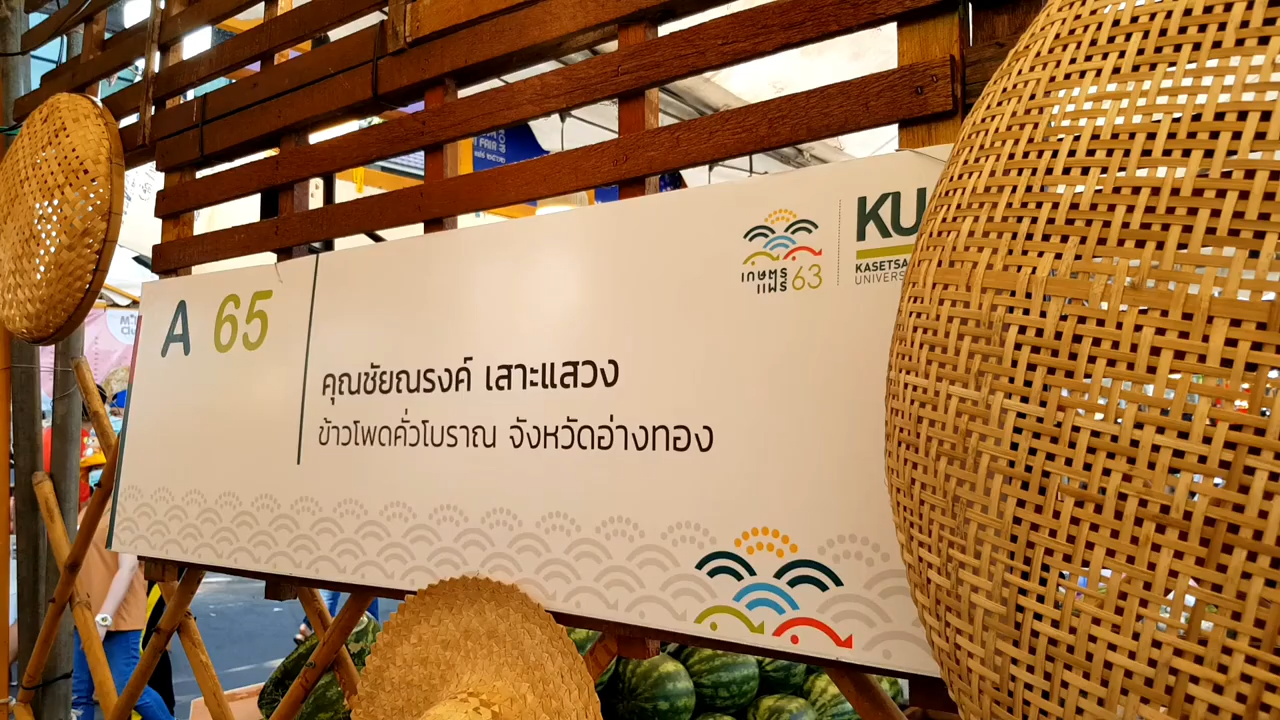 A 65
เกษตร
แฟร์ 63
KU
คุณชัยณรงค์ เสาะแสวง
ข้าวโพดคั่วโบราณ จังหวัดอ่างทอง